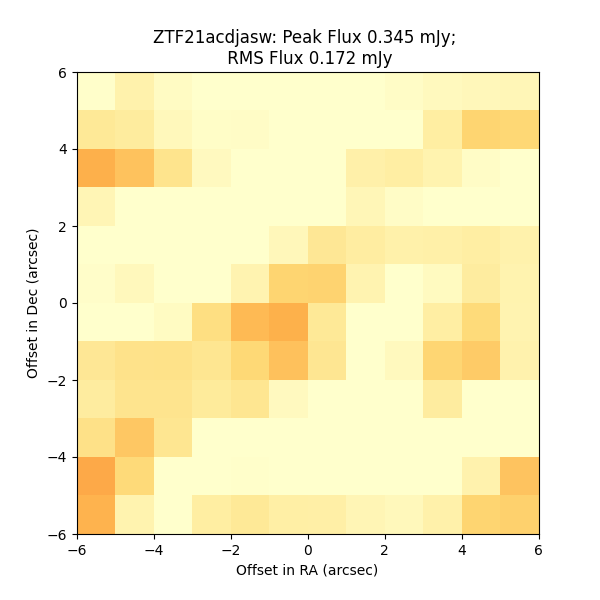 ZTF21acdjasw: Peak Flux 0.345 mJy;
RMS Flux 0.172 mJy
6
4
2
0
−2
−4
−6
Offset in Dec (arcsec)
−6 −4 −2 0 2 4 6
Offset in RA (arcsec)